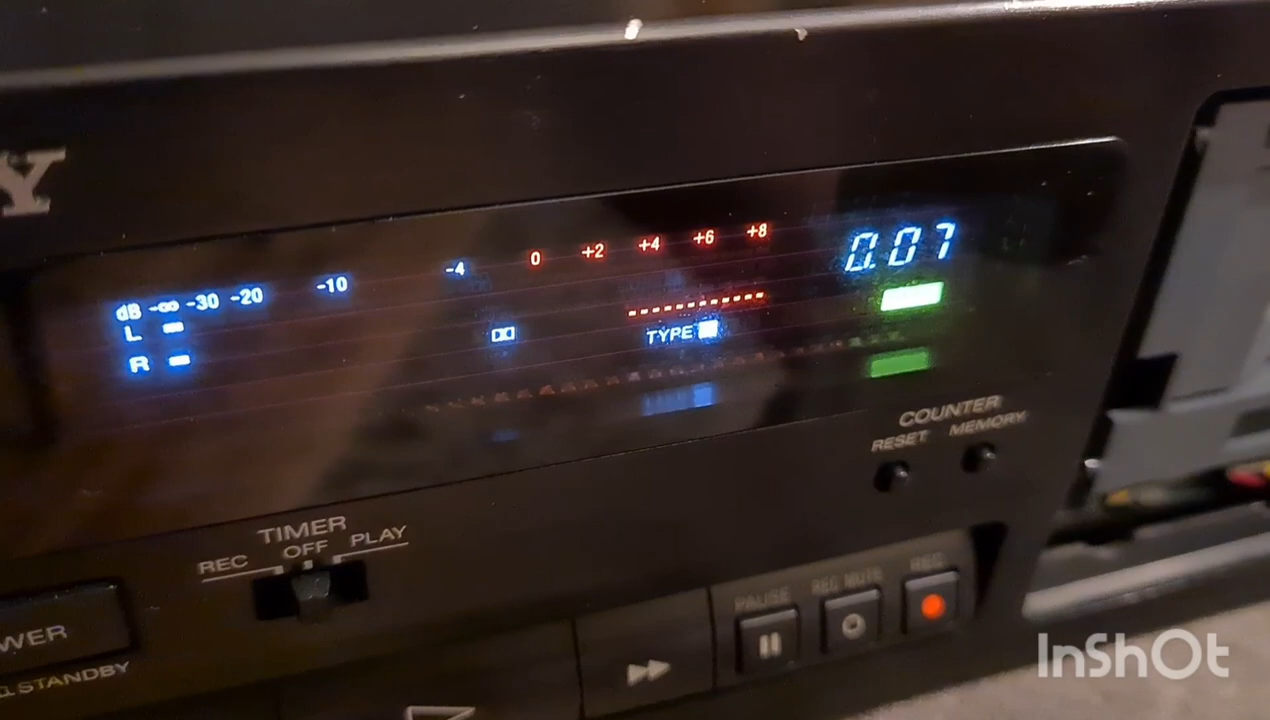 Y
dB -∞ -30 -20 -10 -4 0 +2 +4 +6 +8
0.07
L
R
TYPE
COUNTER
RESET MEMORY
TIMER
REC OFF PLAY
PAUSE REC MUTE REC
WER
STANDBY
InShOt